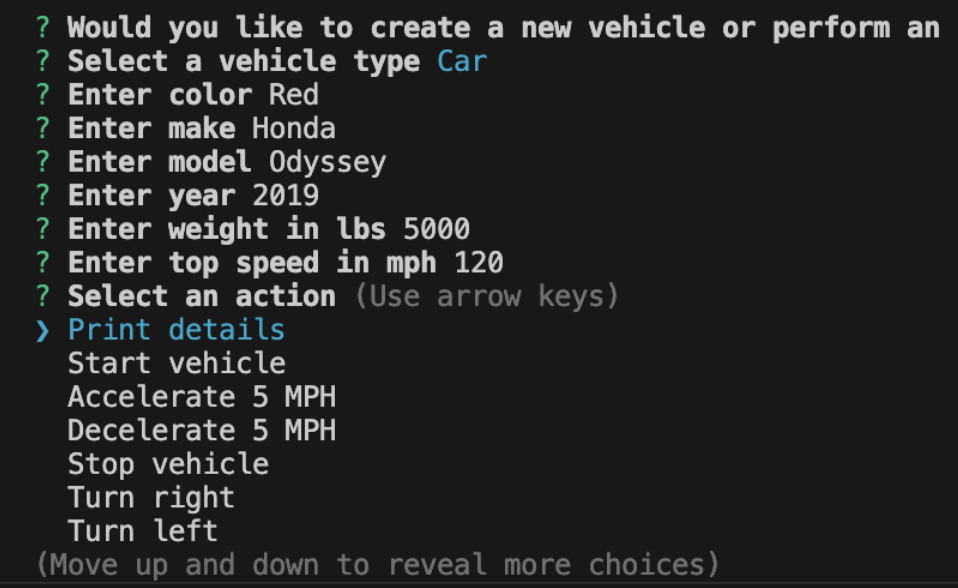 ? Would you like to create a new vehicle or perform an
? Select a vehicle type Car
? Enter color Red
? Enter make Honda
? Enter model Odyssey
? Enter year 2019
? Enter weight in lbs 5000
? Enter top speed in mph 120
? Select an action (Use arrow keys)
❯ Print details
Start vehicle
Accelerate 5 MPH
Decelerate 5 MPH
Stop vehicle
Turn right
Turn left
(Move up and down to reveal more choices)